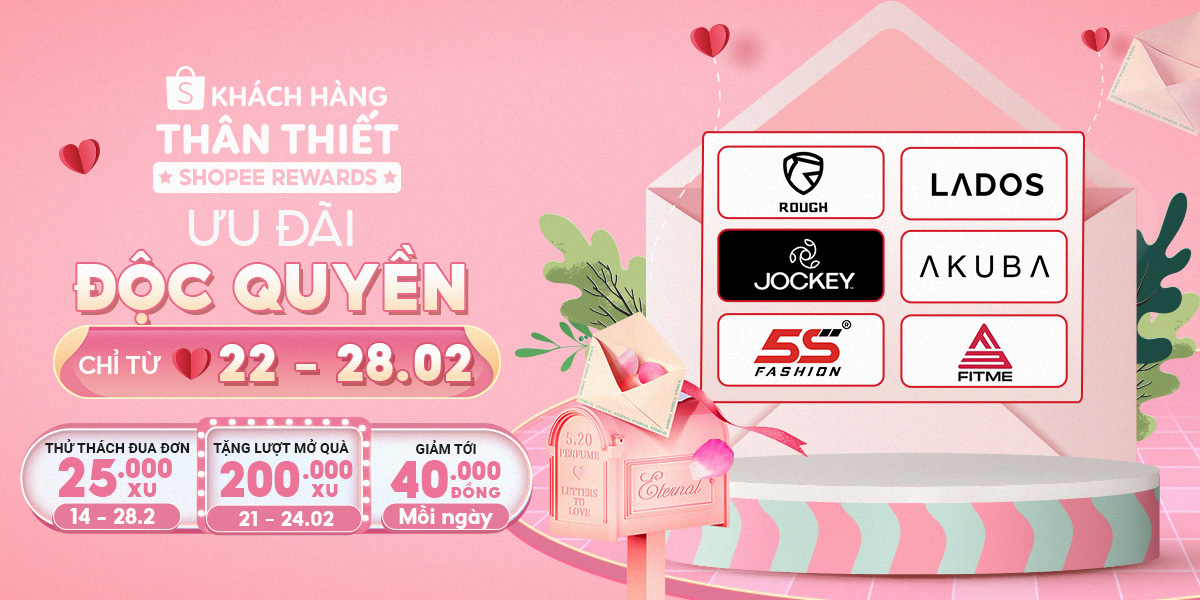 S KHÁCH HÀNG
THÂN THIẾT
★ SHOPEE REWARDS ★
ƯU ĐÃI
ĐỘC QUYỀN
CHỈ TỪ 22 - 28.02
THỬ THÁCH ĐUA ĐƠN
25.000
XU
14 - 28.2
TẶNG LƯỢT MỞ QUÀ
200.000
XU
21 - 24.02
GIẢM TỚI
40.000
ĐỒNG
Mỗi ngày
ROUGH
LADOS
JOCKEY
AKUBA
5S®
FASHION
FITME
5.20
PERFUME
LETTERS
TO
LOVE
Eternal